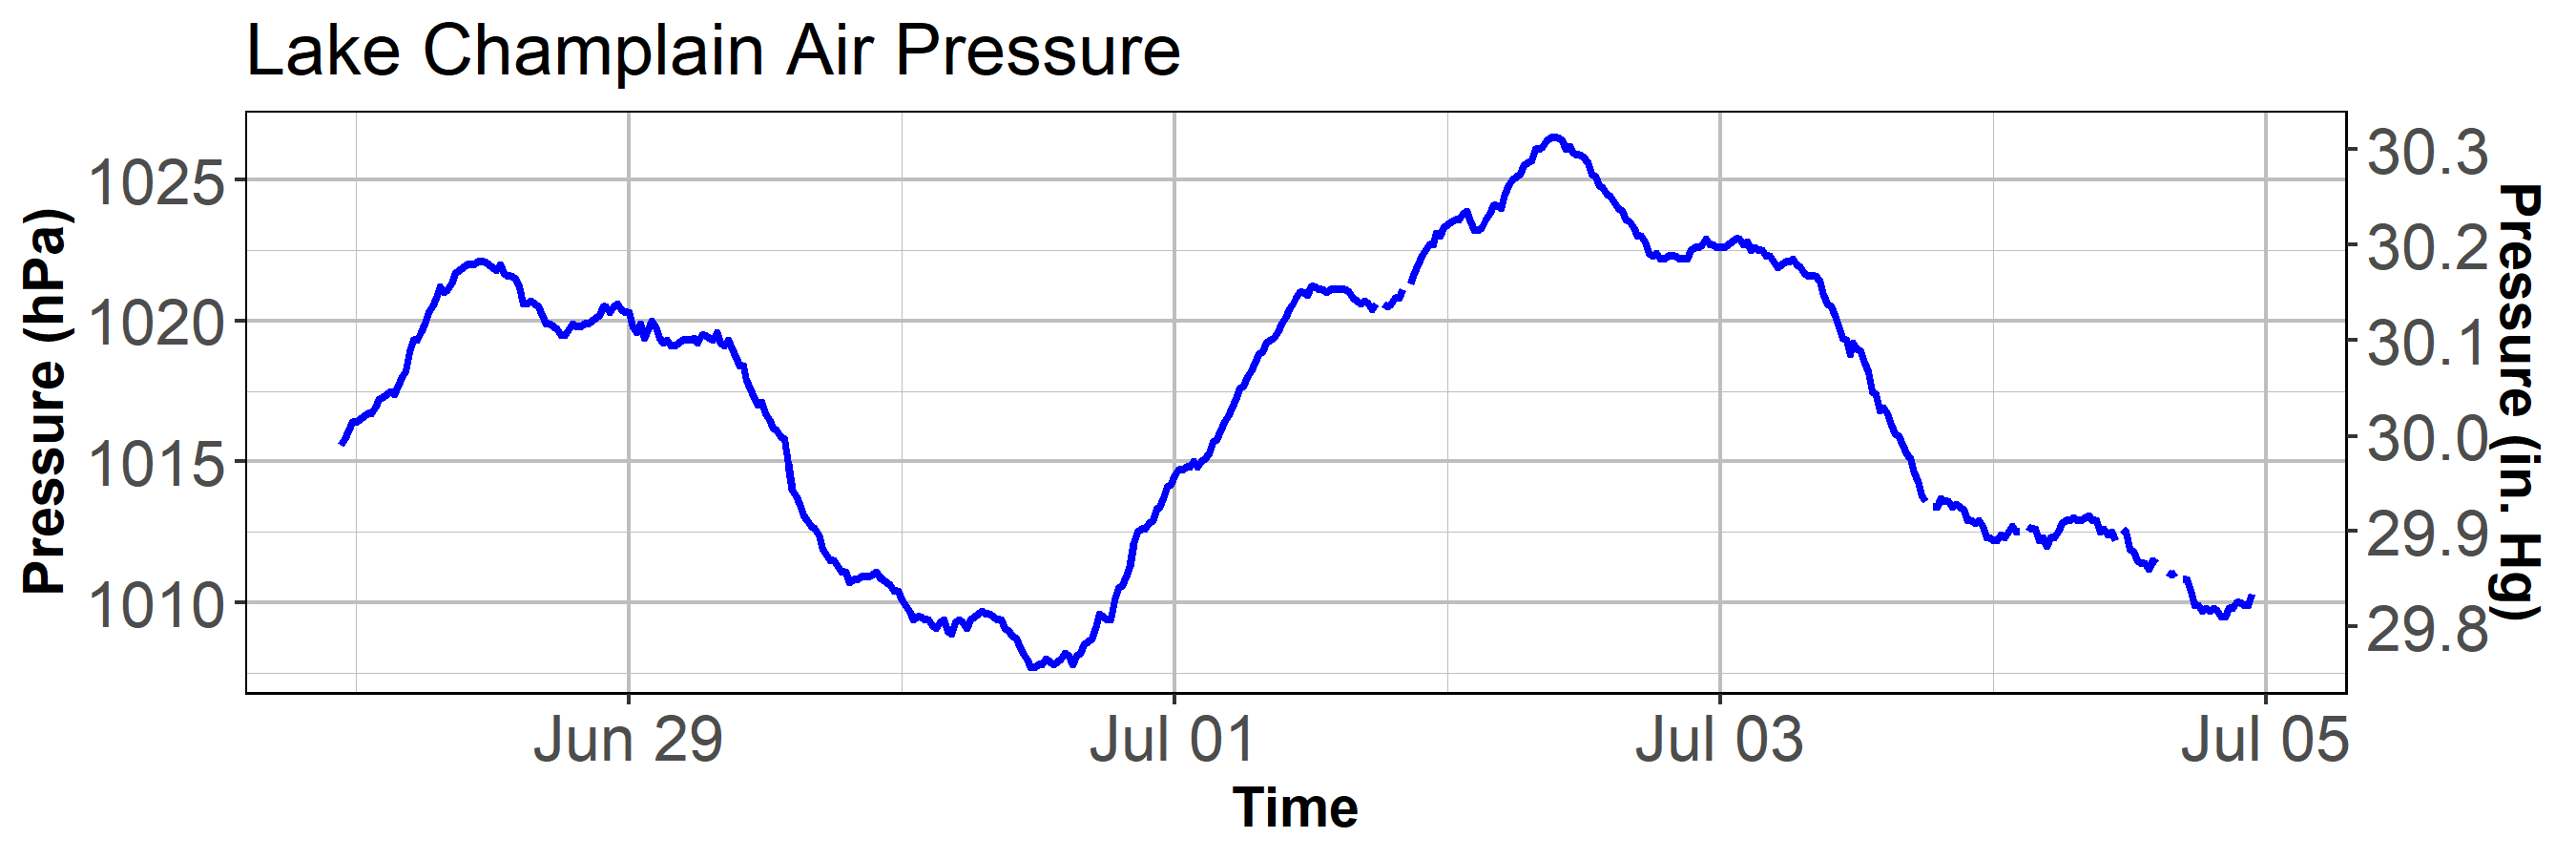 Lake Champlain Air Pressure
Pressure (hPa)
1025
1020
1015
1010
30.3
30.2
30.1
30.0
29.9
29.8
Pressure (in. Hg)
Jun 29 Jul 01 Jul 03 Jul 05
Time